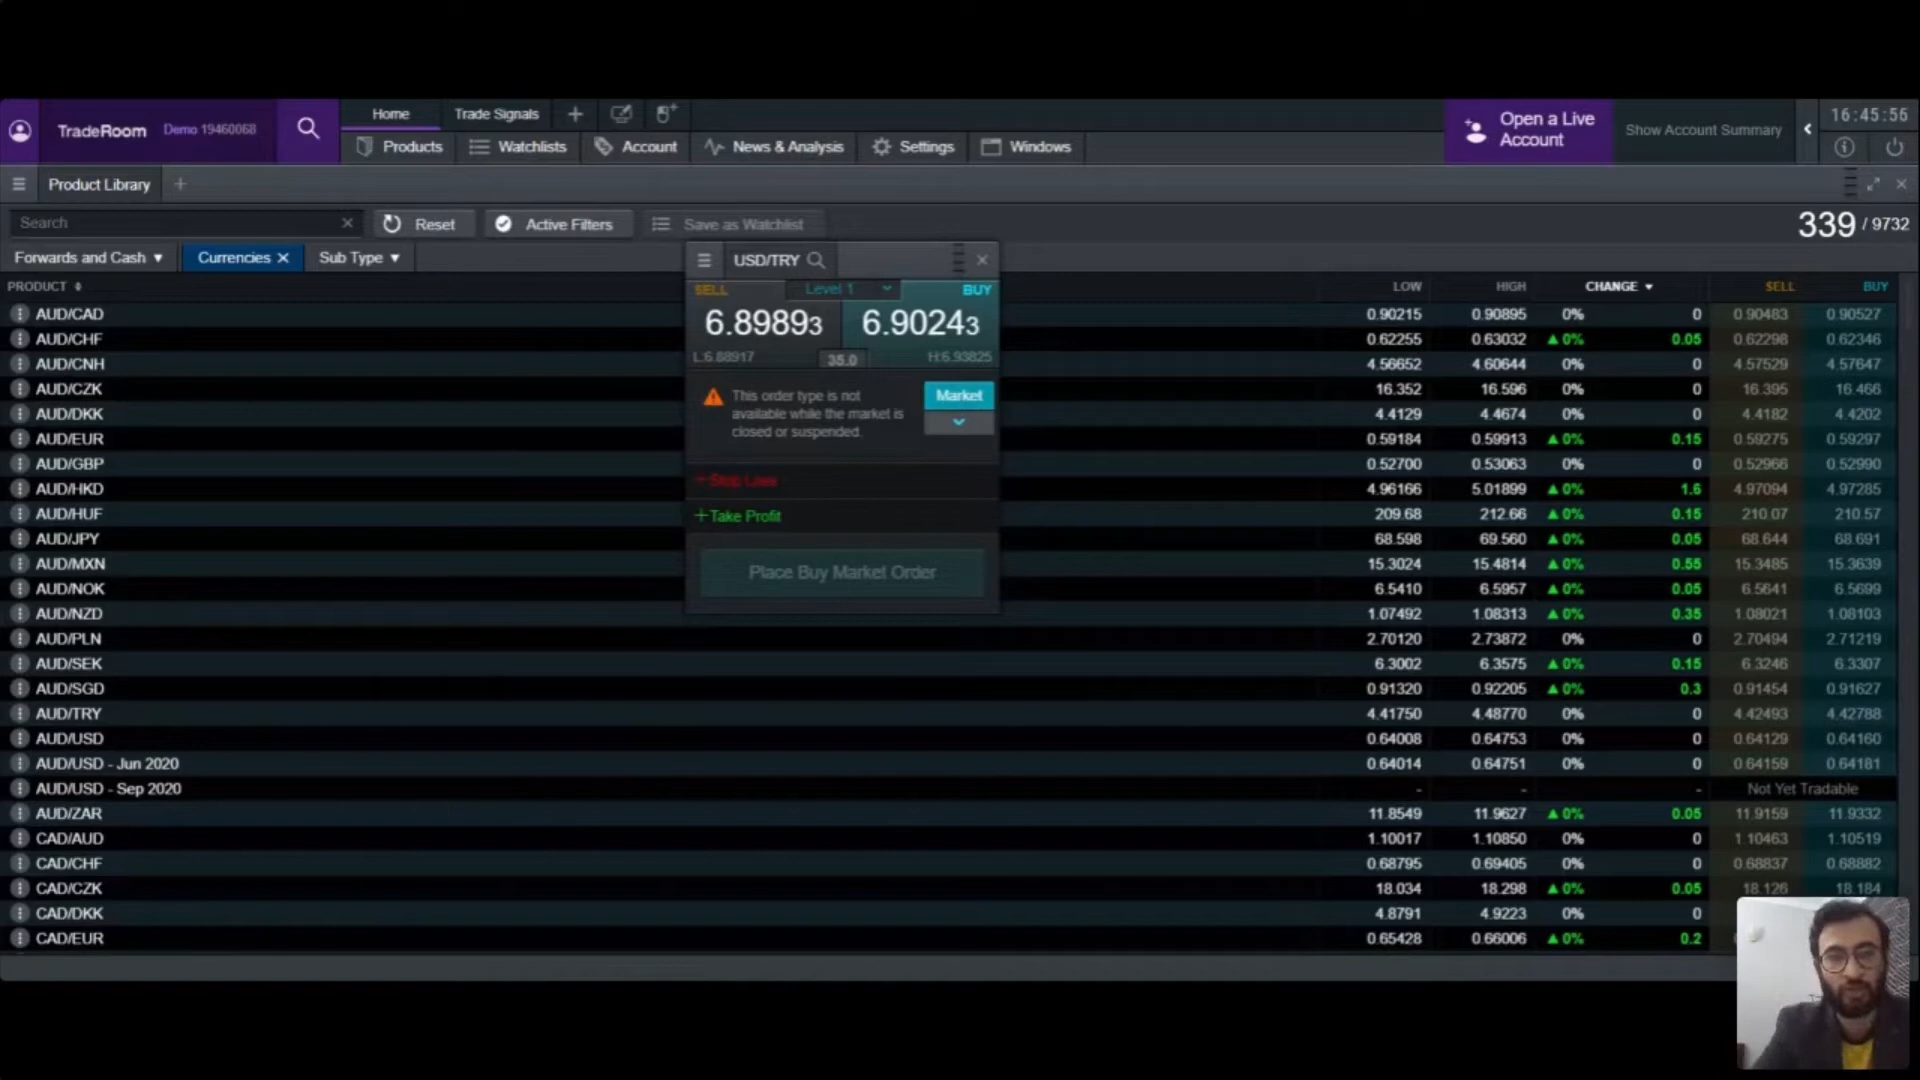 TradeRoom Demo 19460068
Home Trade Signals
Open a Live Account
Show Account Summary
16:45:56
Products Watchlists Account News & Analysis Settings Windows
Product Library
Search Reset Active Filters Save as Watchlist
339 / 9732
Forwards and Cash Currencies Sub Type
PRODUCT LOW HIGH CHANGE SELL BUY
USD/TRY
SELL Level 1 BUY
6.89893 6.90243
L:6.88917 35.0 H:6.93825
This order type is not
available while the market is
closed or suspended.
Market
Stop Loss
+Take Profit
Place Buy Market Order
AUD/CAD 0.90215 0.90895 0% 0 0.90483 0.90527
AUD/CHF 0.62255 0.63032 ▲0% 0.05 0.62298 0.62346
AUD/CNH 4.56652 4.60644 0% 0 4.57529 4.57647
AUD/CZK 16.352 16.596 0% 0 16.395 16.466
AUD/DKK 4.4129 4.4674 0% 0 4.4182 4.4202
AUD/EUR 0.59184 0.59913 ▲0% 0.15 0.59275 0.59297
AUD/GBP 0.52700 0.53063 0% 0 0.52966 0.52990
AUD/HKD 4.96166 5.01899 ▲0% 1.6 4.97094 4.97285
AUD/HUF 209.68 212.66 ▲0% 0.15 210.07 210.57
AUD/JPY 68.598 69.560 ▲0% 0.05 68.644 68.691
AUD/MXN 15.3024 15.4814 ▲0% 0.55 15.3485 15.3639
AUD/NOK 6.5410 6.5957 ▲0% 0.05 6.5641 6.5699
AUD/NZD 1.07492 1.08313 ▲0% 0.35 1.08021 1.08103
AUD/PLN 2.70120 2.73872 0% 0 2.70494 2.71219
AUD/SEK 6.3002 6.3575 ▲0% 0.15 6.3246 6.3307
AUD/SGD 0.91320 0.92205 ▲0% 0.3 0.91454 0.91627
AUD/TRY 4.41750 4.48770 0% 0 4.42493 4.42788
AUD/USD 0.64008 0.64753 0% 0 0.64129 0.64160
AUD/USD - Jun 2020 0.64014 0.64751 0% 0 0.64159 0.64181
AUD/USD - Sep 2020 - - - Not Yet Tradable
AUD/ZAR 11.8549 11.9627 ▲0% 0.05 11.9159 11.9332
CAD/AUD 1.10017 1.10850 0% 0 1.10463 1.10519
CAD/CHF 0.68795 0.69405 0% 0 0.68837 0.68882
CAD/CZK 18.034 18.298 ▲0% 0.05 18.126 18.184
CAD/DKK 4.8791 4.9223 0% 0
CAD/EUR 0.65428 0.66006 ▲0% 0.2